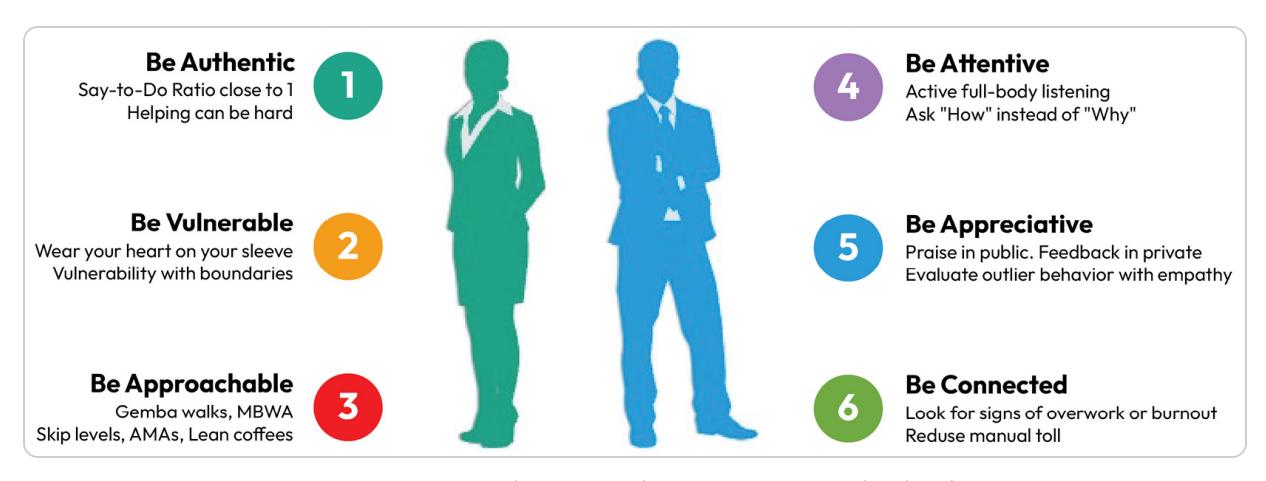 Be Authentic
1
Say-to-Do Ratio close to 1
Helping can be hard
Be Vulnerable
2
Wear your heart on your sleeve
Vulnerability with boundaries
Be Approachable
3
Gemba walks, MBWA
Skip levels, AMAs, Lean coffees
4
Be Attentive
Active full-body listening
Ask "How" instead of "Why"
5
Be Appreciative
Praise in public. Feedback in private
Evaluate outlier behavior with empathy
6
Be Connected
Look for signs of overwork or burnout
Reduse manual toll